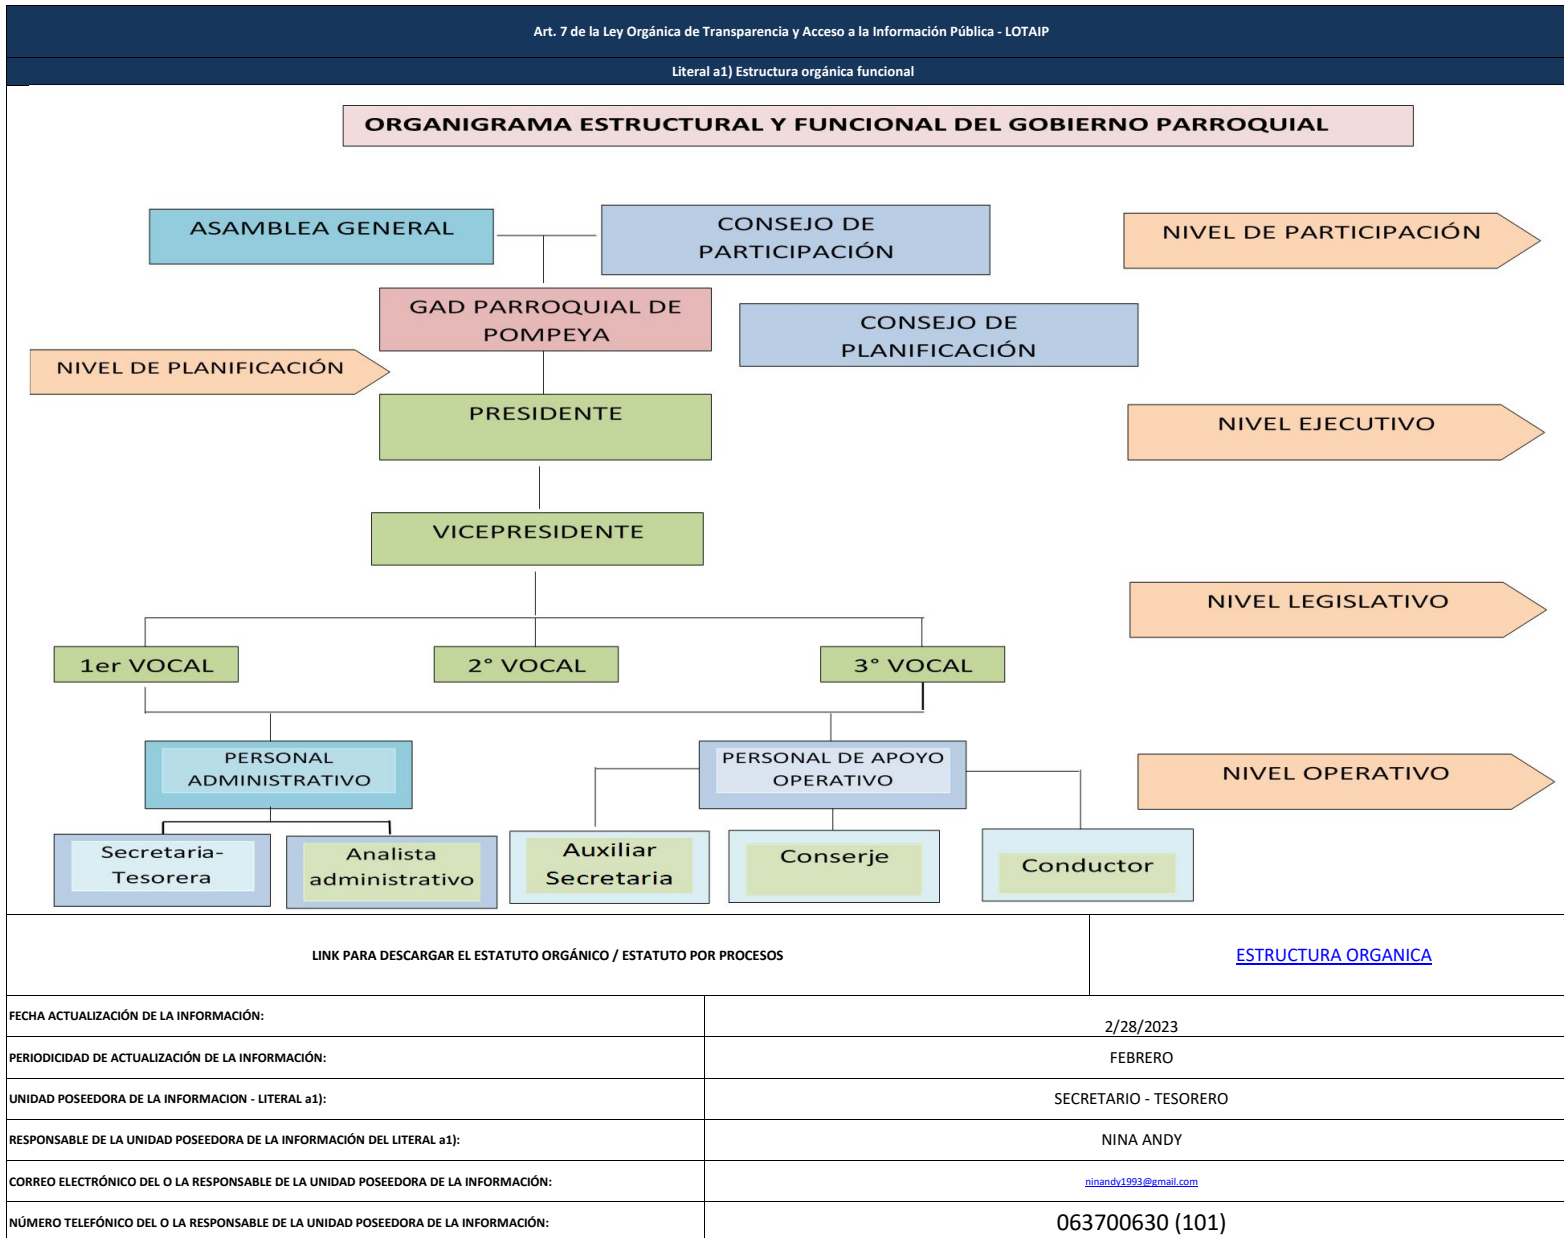 Art. 7 de la Ley Orgánica de Transparencia y Acceso a la Información Pública - LOTAIP
Literal a1) Estructura orgánica funcional
ORGANIGRAMA ESTRUCTURAL Y FUNCIONAL DEL GOBIERNO PARROQUIAL
ASAMBLEA GENERAL
CONSEJO DE
PARTICIPACIÓN
NIVEL DE PARTICIPACIÓN
GAD PARROQUIAL DE
POMPEYA
CONSEJO DE
PLANIFICACIÓN
NIVEL DE PLANIFICACIÓN
PRESIDENTE
NIVEL EJECUTIVO
VICEPRESIDENTE
NIVEL LEGISLATIVO
1er VOCAL
2° VOCAL
3° VOCAL
PERSONAL
ADMINISTRATIVO
PERSONAL DE APOYO
OPERATIVO
NIVEL OPERATIVO
Secretaria-
Tesorera
Analista
administrativo
Auxiliar
Secretaria
Conserje
Conductor
LINK PARA DESCARGAR EL ESTATUTO ORGÁNICO / ESTATUTO POR PROCESOS
ESTRUCTURA ORGANICA
FECHA ACTUALIZACIÓN DE LA INFORMACIÓN:
2/28/2023
PERIODICIDAD DE ACTUALIZACIÓN DE LA INFORMACIÓN:
FEBRERO
UNIDAD POSEEDORA DE LA INFORMACION - LITERAL a1):
SECRETARIO - TESORERO
RESPONSABLE DE LA UNIDAD POSEEDORA DE LA INFORMACIÓN DEL LITERAL a1):
NINA ANDY
CORREO ELECTRÓNICO DEL O LA RESPONSABLE DE LA UNIDAD POSEEDORA DE LA INFORMACIÓN:
ninandy1993@gmail.com
NÚMERO TELEFÓNICO DEL O LA RESPONSABLE DE LA UNIDAD POSEEDORA DE LA INFORMACIÓN:
063700630 (101)